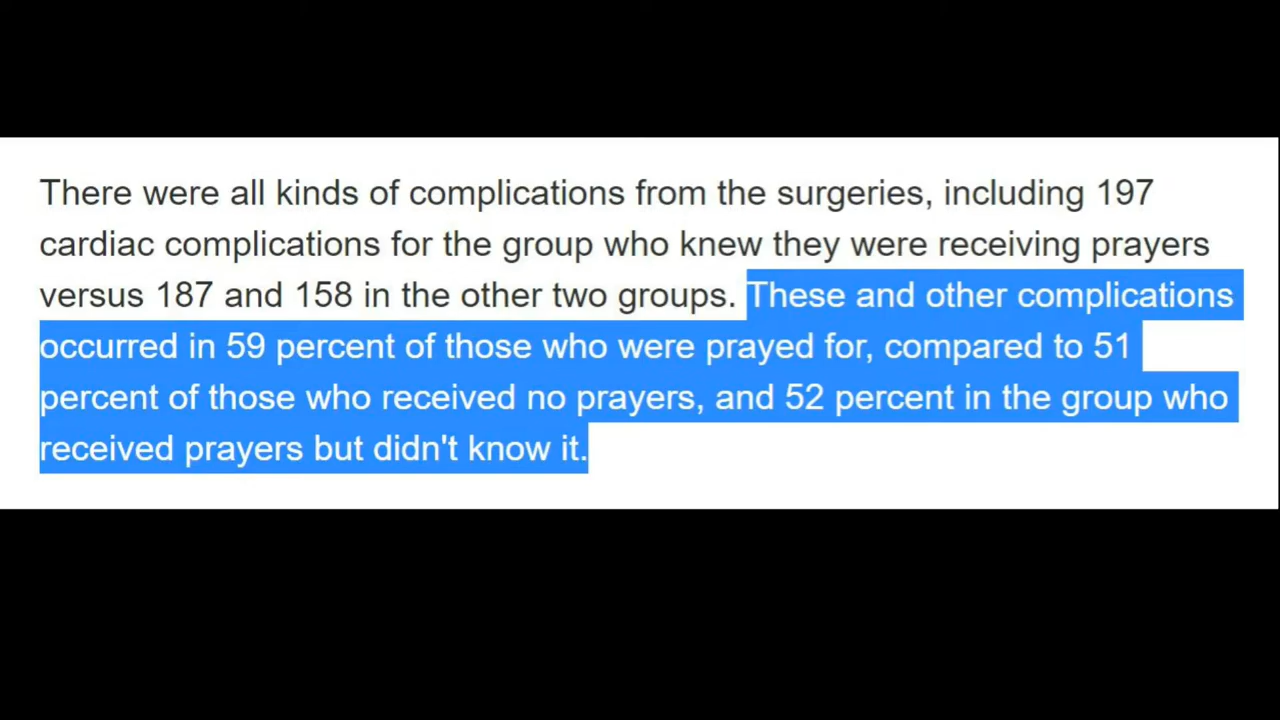 There were all kinds of complications from the surgeries, including 197
cardiac complications for the group who knew they were receiving prayers
versus 187 and 158 in the other two groups. These and other complications
occurred in 59 percent of those who were prayed for, compared to 51
percent of those who received no prayers, and 52 percent in the group who
received prayers but didn't know it.